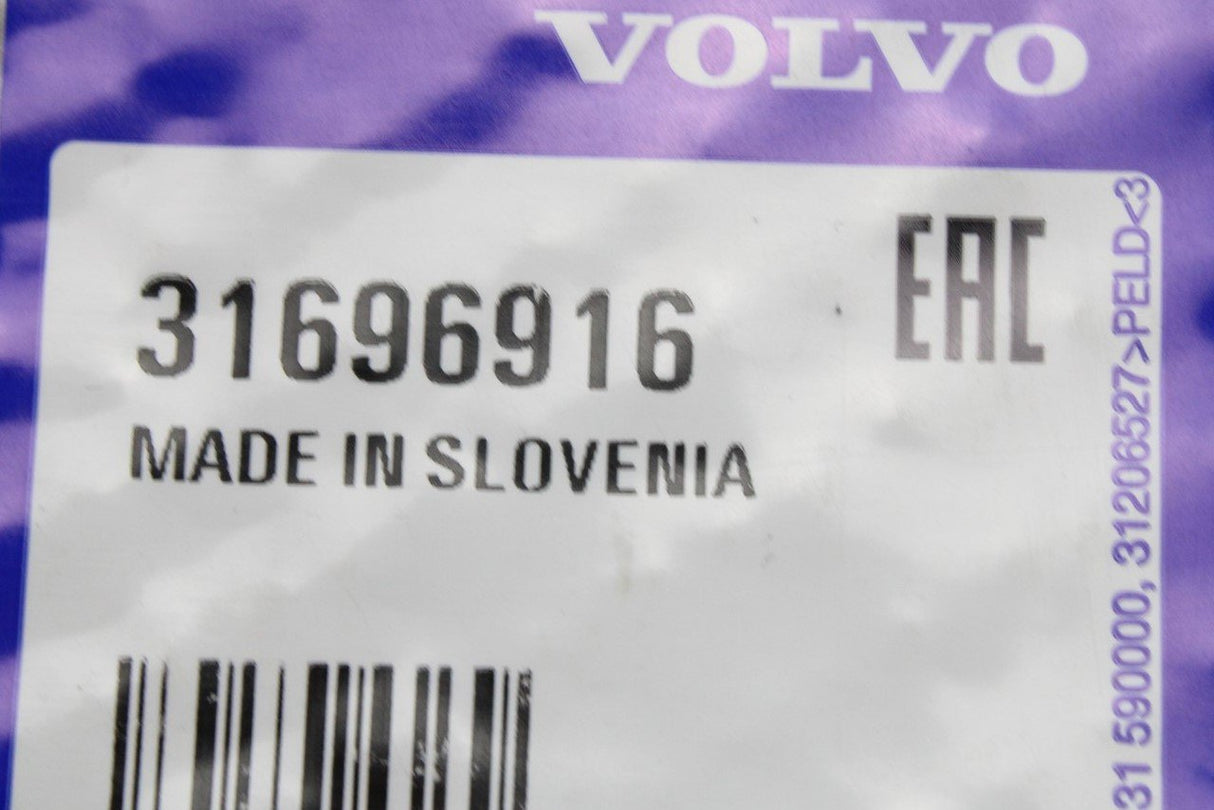 VOLVO
31696916
EAC
MADE IN SLOVENIA
31 590000, 31206527>PELD<3